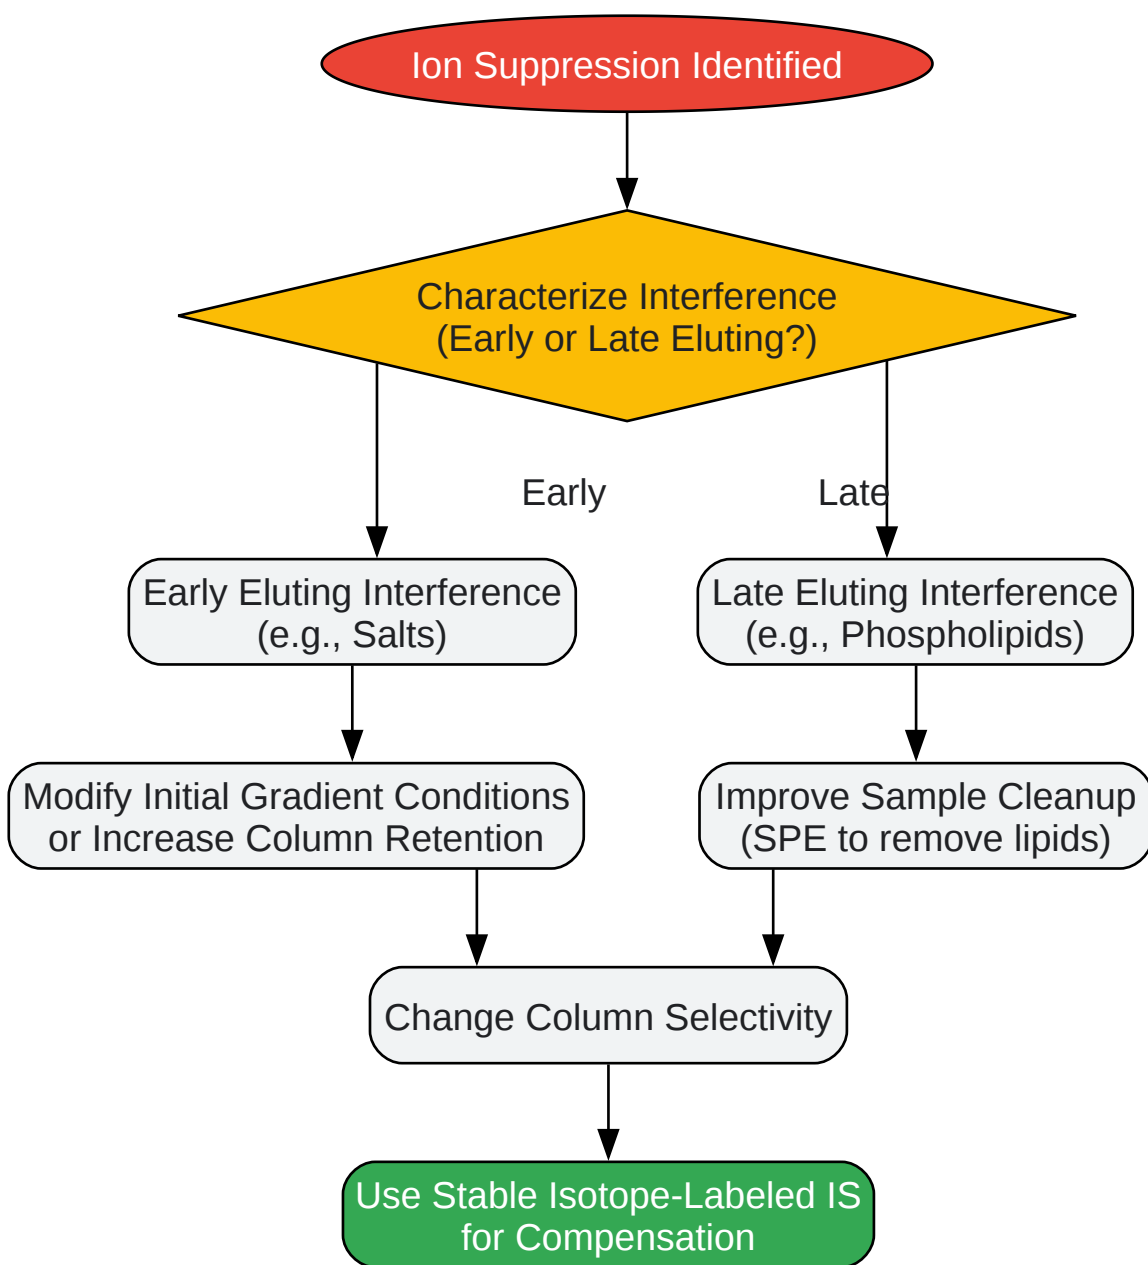 Ion Suppression Identified
Characterize Interference
(Early or Late Eluting?)
Early
Late
Early Eluting Interference
(e.g., Salts)
Late Eluting Interference
(e.g., Phospholipids)
Modify Initial Gradient Conditions
or Increase Column Retention
Improve Sample Cleanup
(SPE to remove lipids)
Change Column Selectivity
Use Stable Isotope-Labeled IS
for Compensation